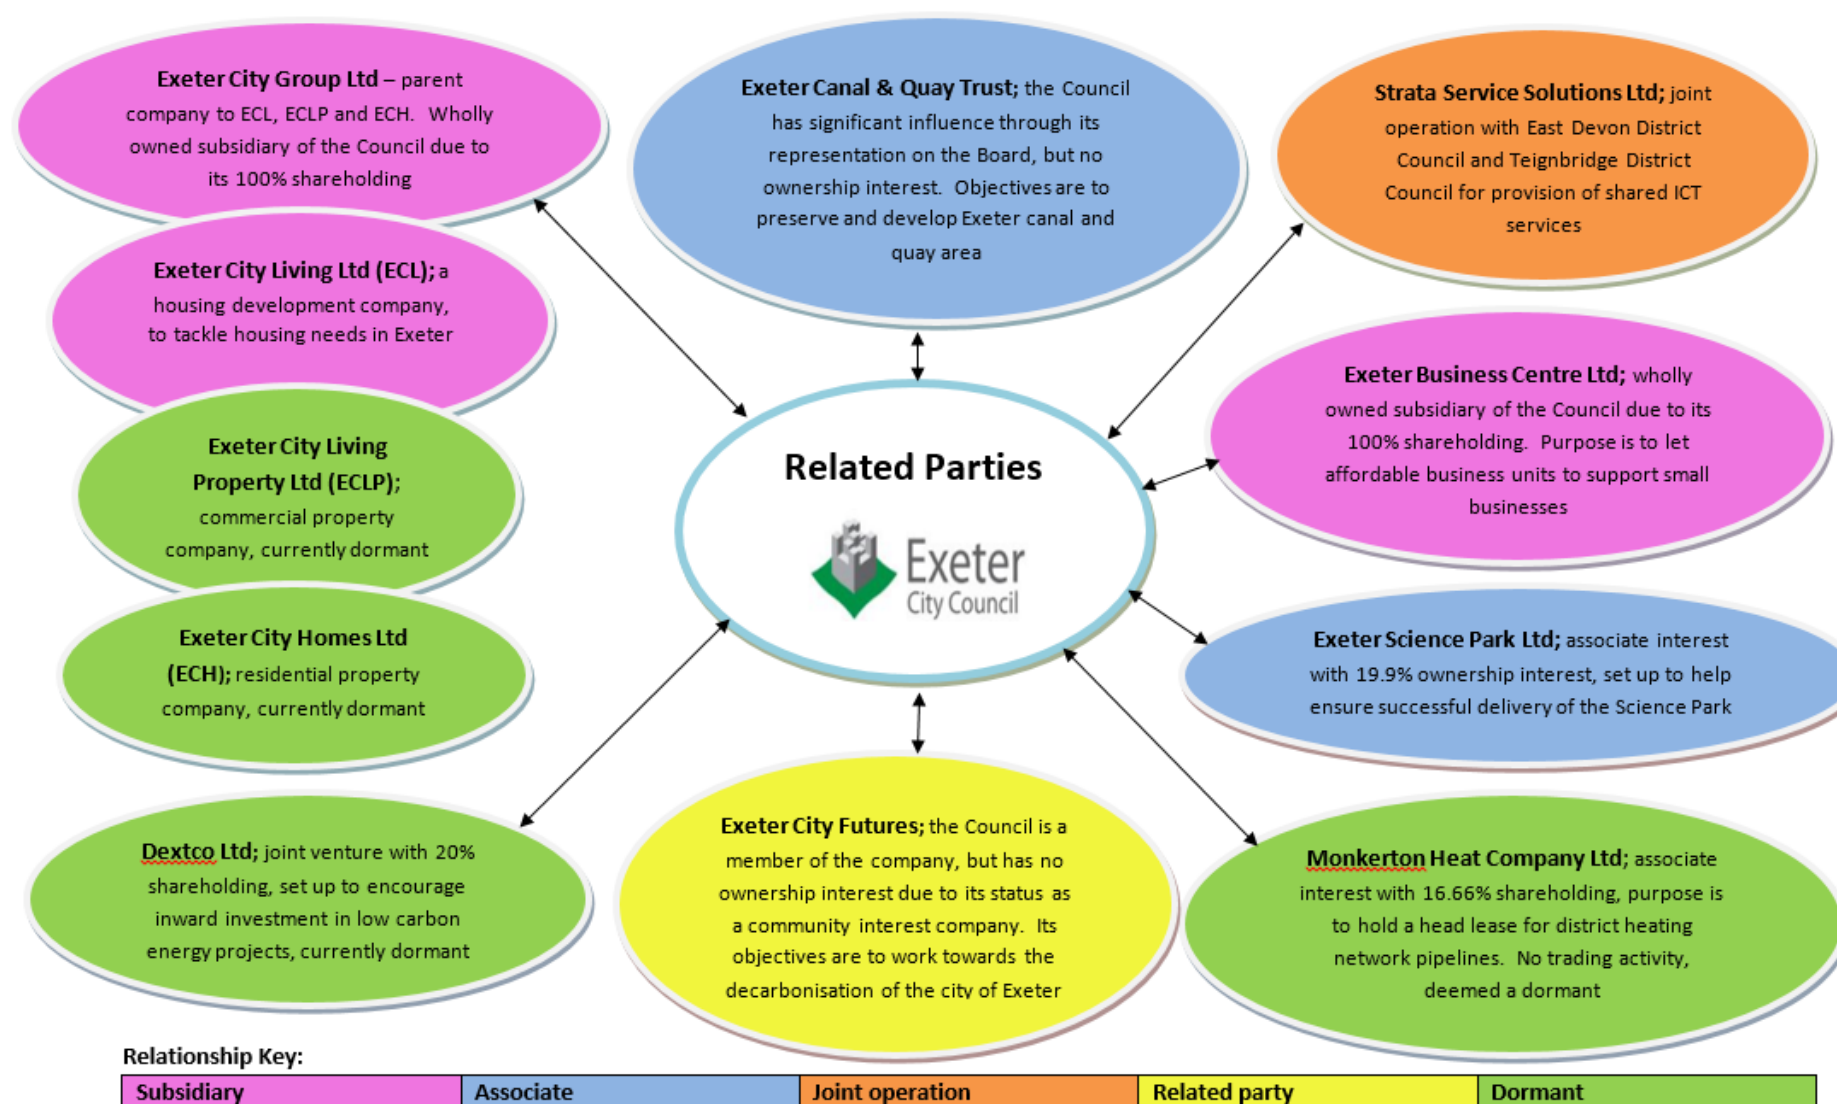 Exeter City Group Ltd – parent
company to ECL, ECLP and ECH. Wholly
owned subsidiary of the Council due to
its 100% shareholding
Exeter City Living Ltd (ECL); a
housing development company,
to tackle housing needs in Exeter
Exeter City Living
Property Ltd (ECLP);
commercial property
company, currently dormant
Exeter City Homes Ltd
(ECH); residential property
company, currently dormant
Dextco Ltd; joint venture with 20%
shareholding, set up to encourage
inward investment in low carbon
energy projects, currently dormant
Exeter Canal & Quay Trust; the Council
has significant influence through its
representation on the Board, but no
ownership interest. Objectives are to
preserve and develop Exeter canal and
quay area
Related Parties
Exeter
City Council
Exeter City Futures; the Council is a
member of the company, but has no
ownership interest due to its status as
a community interest company. Its
objectives are to work towards the
decarbonisation of the city of Exeter
Strata Service Solutions Ltd; joint
operation with East Devon District
Council and Teignbridge District
Council for provision of shared ICT
services
Exeter Business Centre Ltd; wholly
owned subsidiary of the Council due to its
100% shareholding. Purpose is to let
affordable business units to support small
businesses
Exeter Science Park Ltd; associate interest
with 19.9% ownership interest, set up to help
ensure successful delivery of the Science Park
Monkerton Heat Company Ltd; associate
interest with 16.66% shareholding, purpose is
to hold a head lease for district heating
network pipelines. No trading activity,
deemed a dormant
Relationship Key:
Subsidiary
Associate
Joint operation
Related party
Dormant